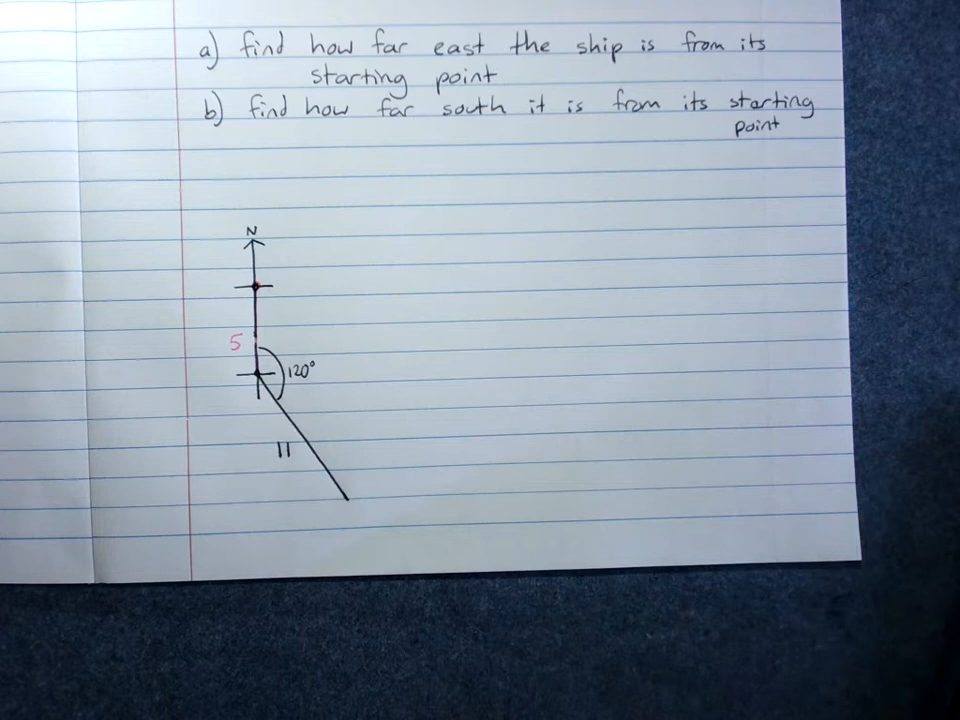 a) find how far east the ship is from its
starting point
b) find how far south it is from its starting
point
N
5
120°
11